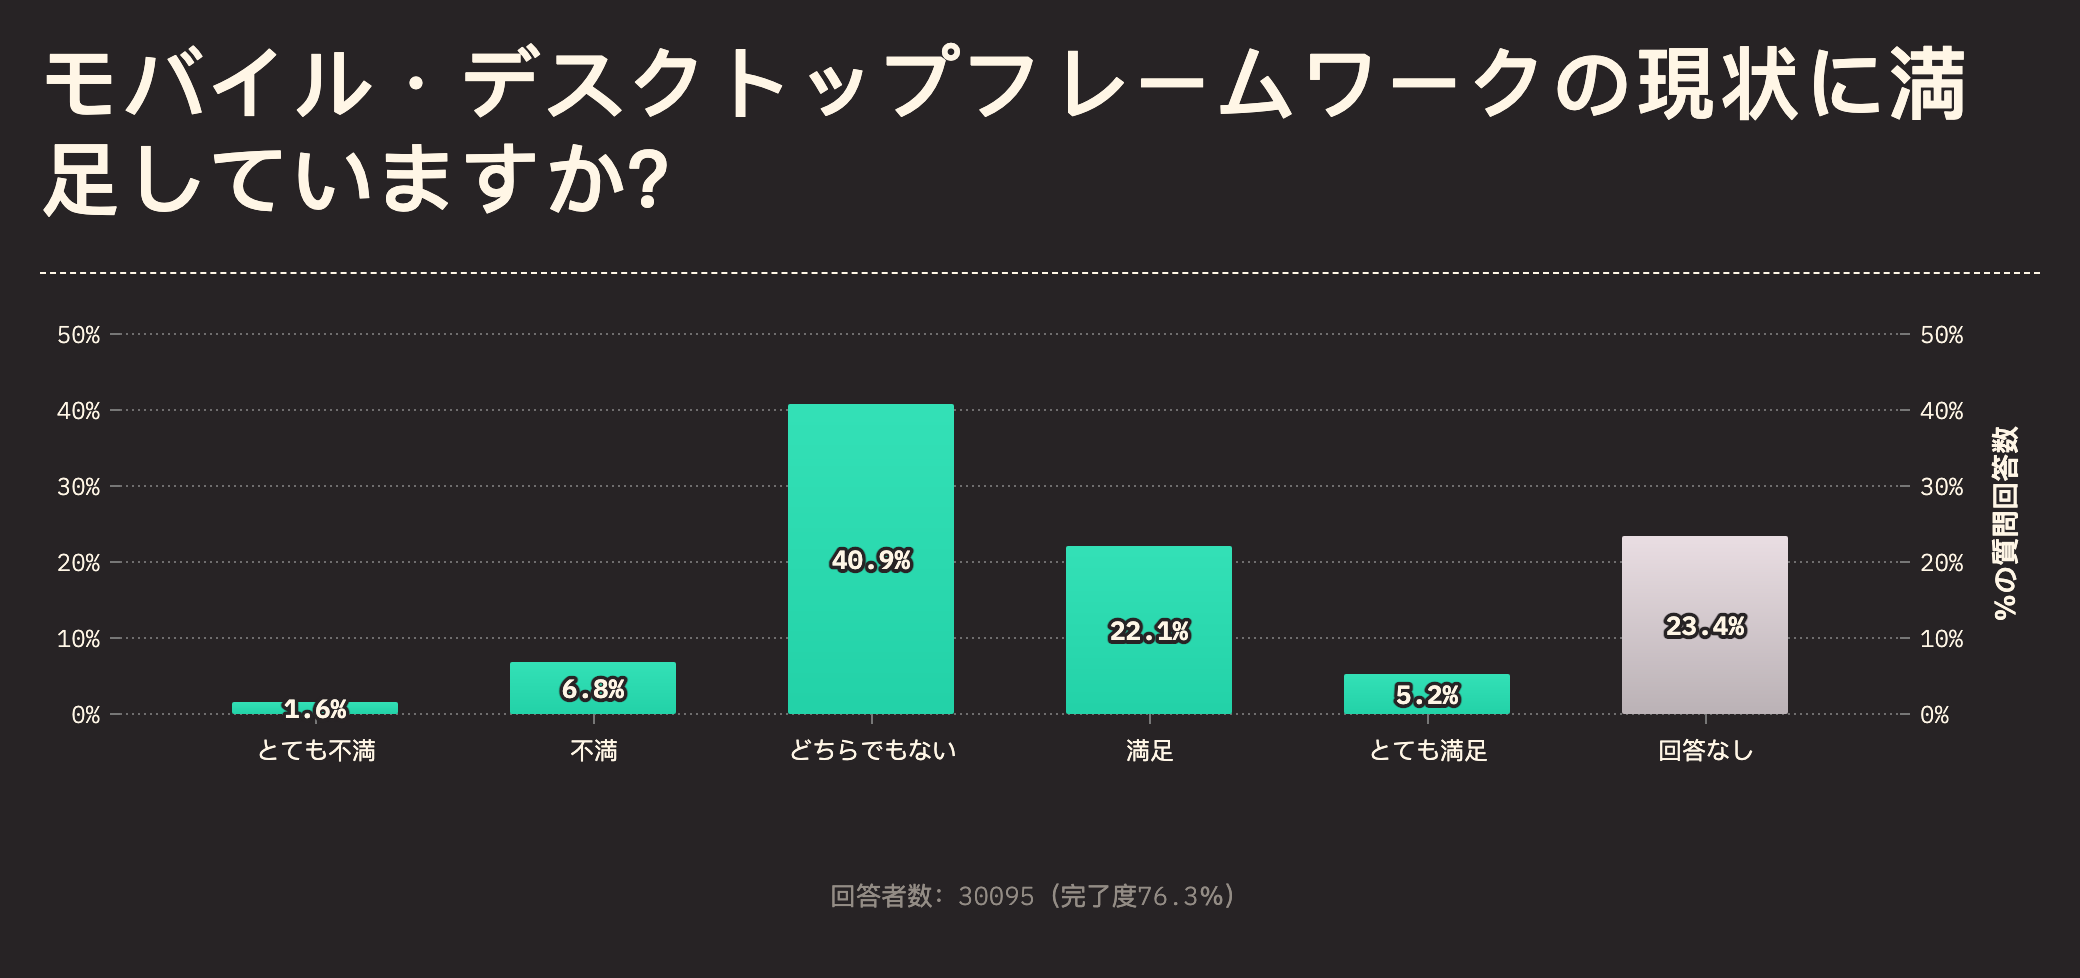 モバイル・デスクトップフレームワークの現状に満
足していますか?
50%
40%
30%
20%
10%
0%
50%
40%
30%
20%
10%
0%
%の質問回答数
1.6%
6.8%
40.9%
22.1%
5.2%
23.4%
とても不満
不満
どちらでもない
満足
とても満足
回答なし
回答者数: 30095 (完了度76.3%)